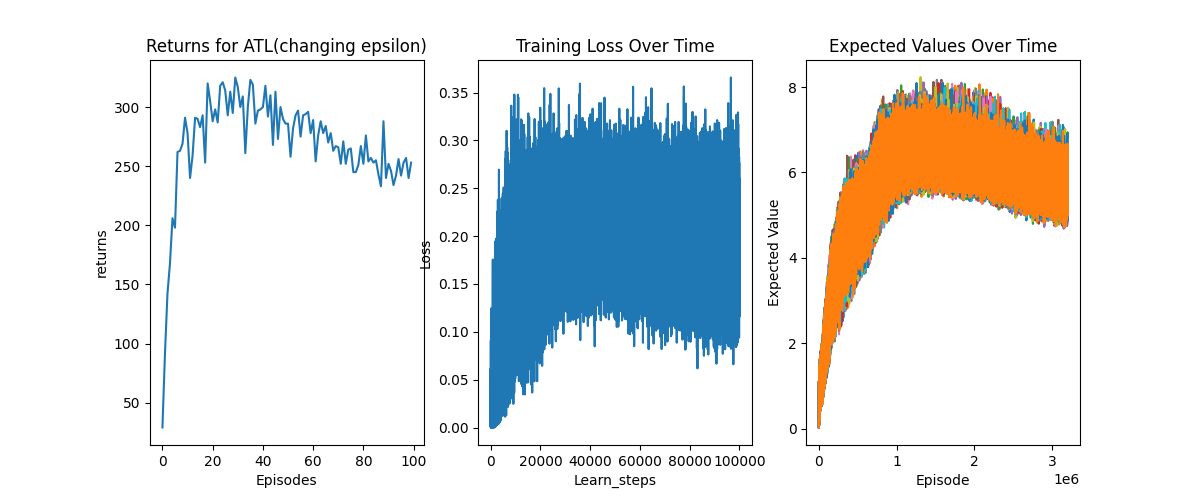 Returns for ATL(changing epsilon)
returns
300
250
200
150
100
50
0 20 40 60 80 100
Episodes
Training Loss Over Time
Loss
0.35
0.30
0.25
0.20
0.15
0.10
0.05
0.00
0 20000 40000 60000 80000 100000
Learn_steps
Expected Values Over Time
Expected Value
8
6
4
2
0
0 1 2 3
1e6
Episode